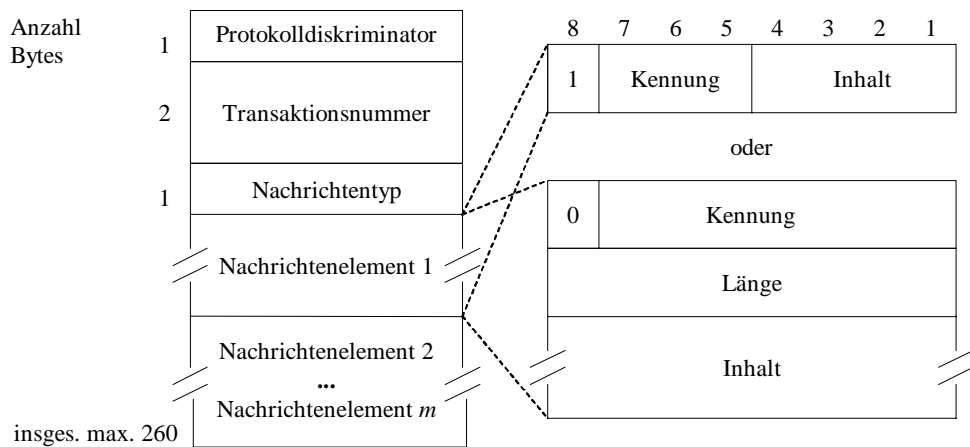 Anzahl
Bytes
1
Protokolldiskriminator
2
Transaktionsnummer
1
Nachrichtentyp
Nachrichtenelement 1
Nachrichtenelement 2
...
Nachrichtenelement m
insges. max. 260
8 7 6 5 4 3 2 1
1 Kennung Inhalt
oder
0 Kennung
Länge
Inhalt